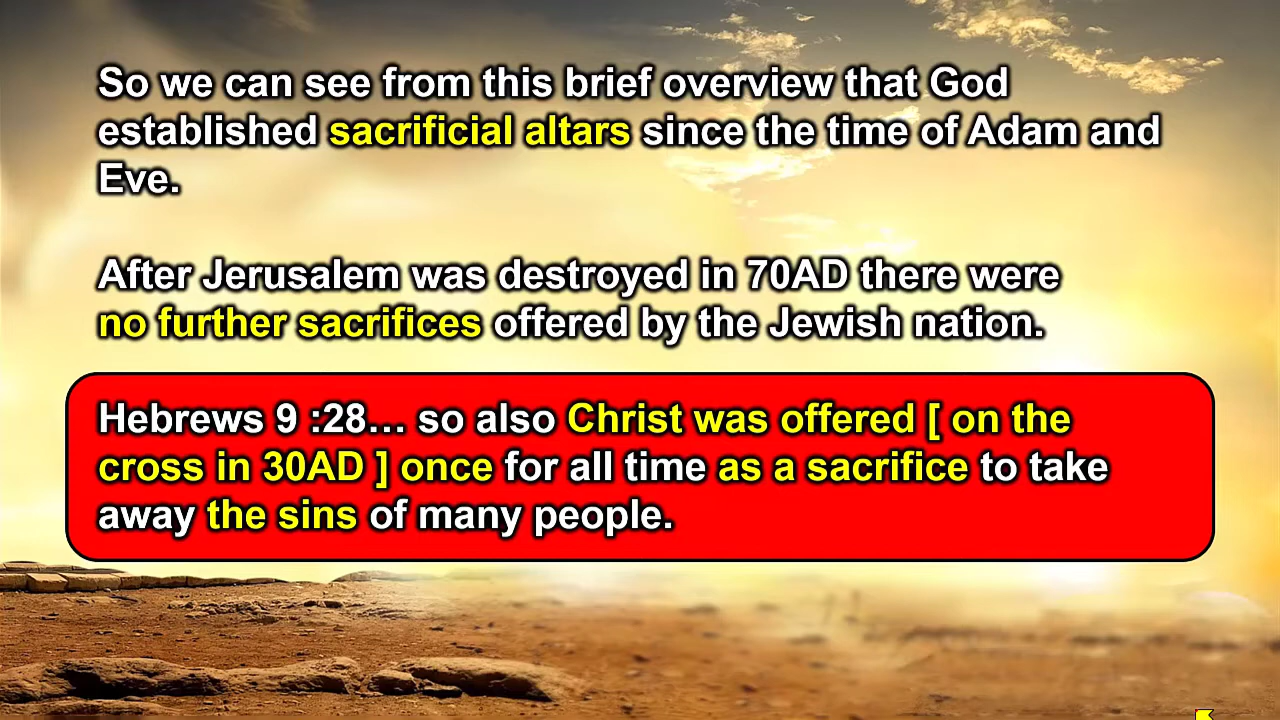 So we can see from this brief overview that God
established sacrificial altars since the time of Adam and
Eve.
After Jerusalem was destroyed in 70AD there were
no further sacrifices offered by the Jewish nation.
Hebrews 9 :28… so also Christ was offered [ on the
cross in 30AD ] once for all time as a sacrifice to take
away the sins of many people.